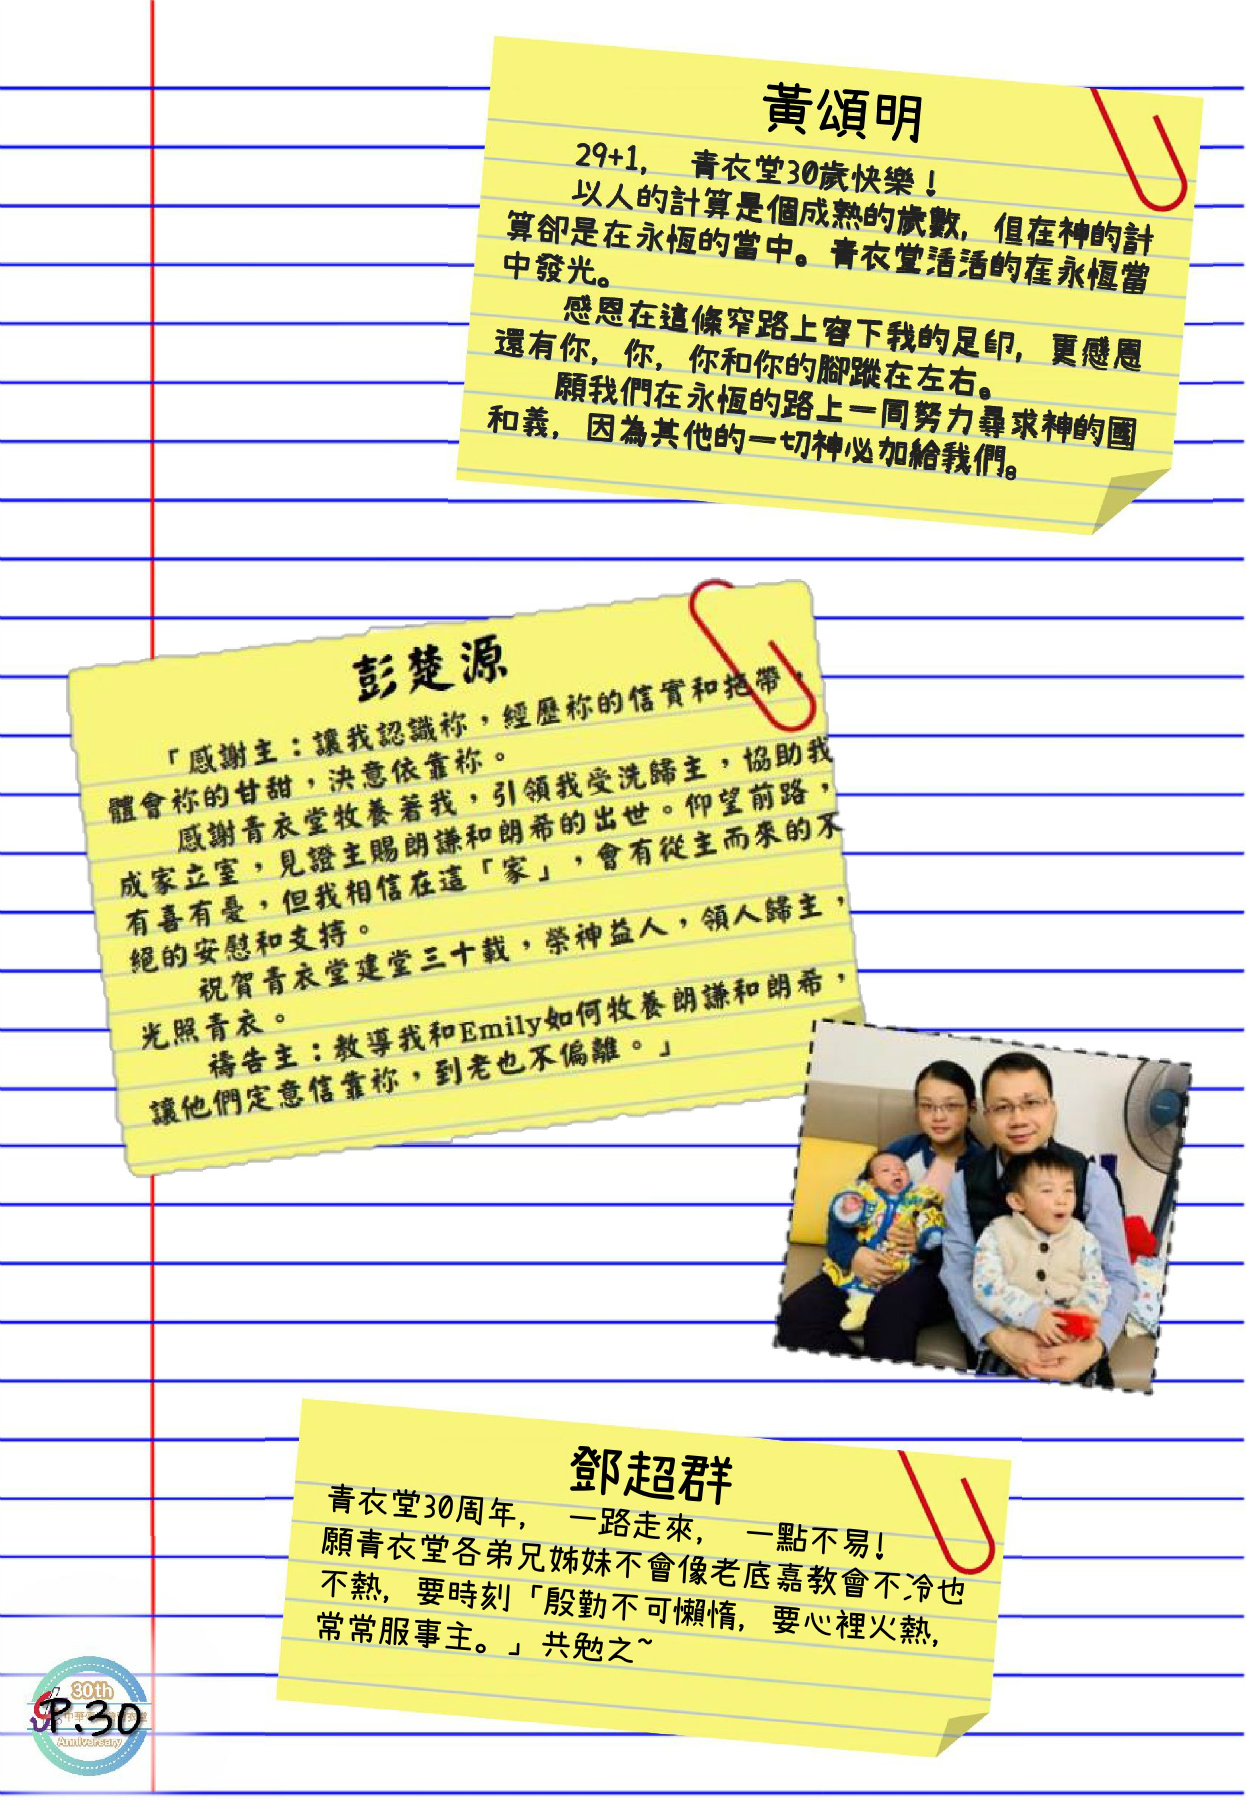 黃頌明
29+1， 青衣堂30歲快樂！
以人的計算是個成熟的歲數，但在神的計
算卻是在永恆的當中。青衣堂活活的在永恆當
中發光。
感恩在這條窄路上容下我的足印，更感恩
還有你，你，你和你的腳蹤在左右。
願我們在永恆的路上一同努力尋求神的國
和義，因為其他的一切神必加給我們。
彭楚源
「感謝主：讓我認識祢，經歷祢的信實和拖帶，
體會祢的甘甜，決意依靠祢。
感謝青衣堂牧養著我，引領我受洗歸主，協助我
成家立室，見證主賜朗謙和朗希的出世。仰望前路，
有喜有憂，但我相信在這「家」，會有從主而來的不
絕的安慰和支持。
祝賀青衣堂建堂三十載，榮神益人，領人歸主，
光照青衣。
禱告主：教導我和Emily如何牧養朗謙和朗希，
讓他們定意信靠祢，到老也不偏離。」
鄧超群
青衣堂30周年， 一路走來， 一點不易!
願青衣堂各弟兄姊妹不會像老底嘉教會不冷也
不熱，要時刻「殷勤不可懶惰，要心裡火熱，
常常服事主。」共勉之~
30th
P.30
Anniversary